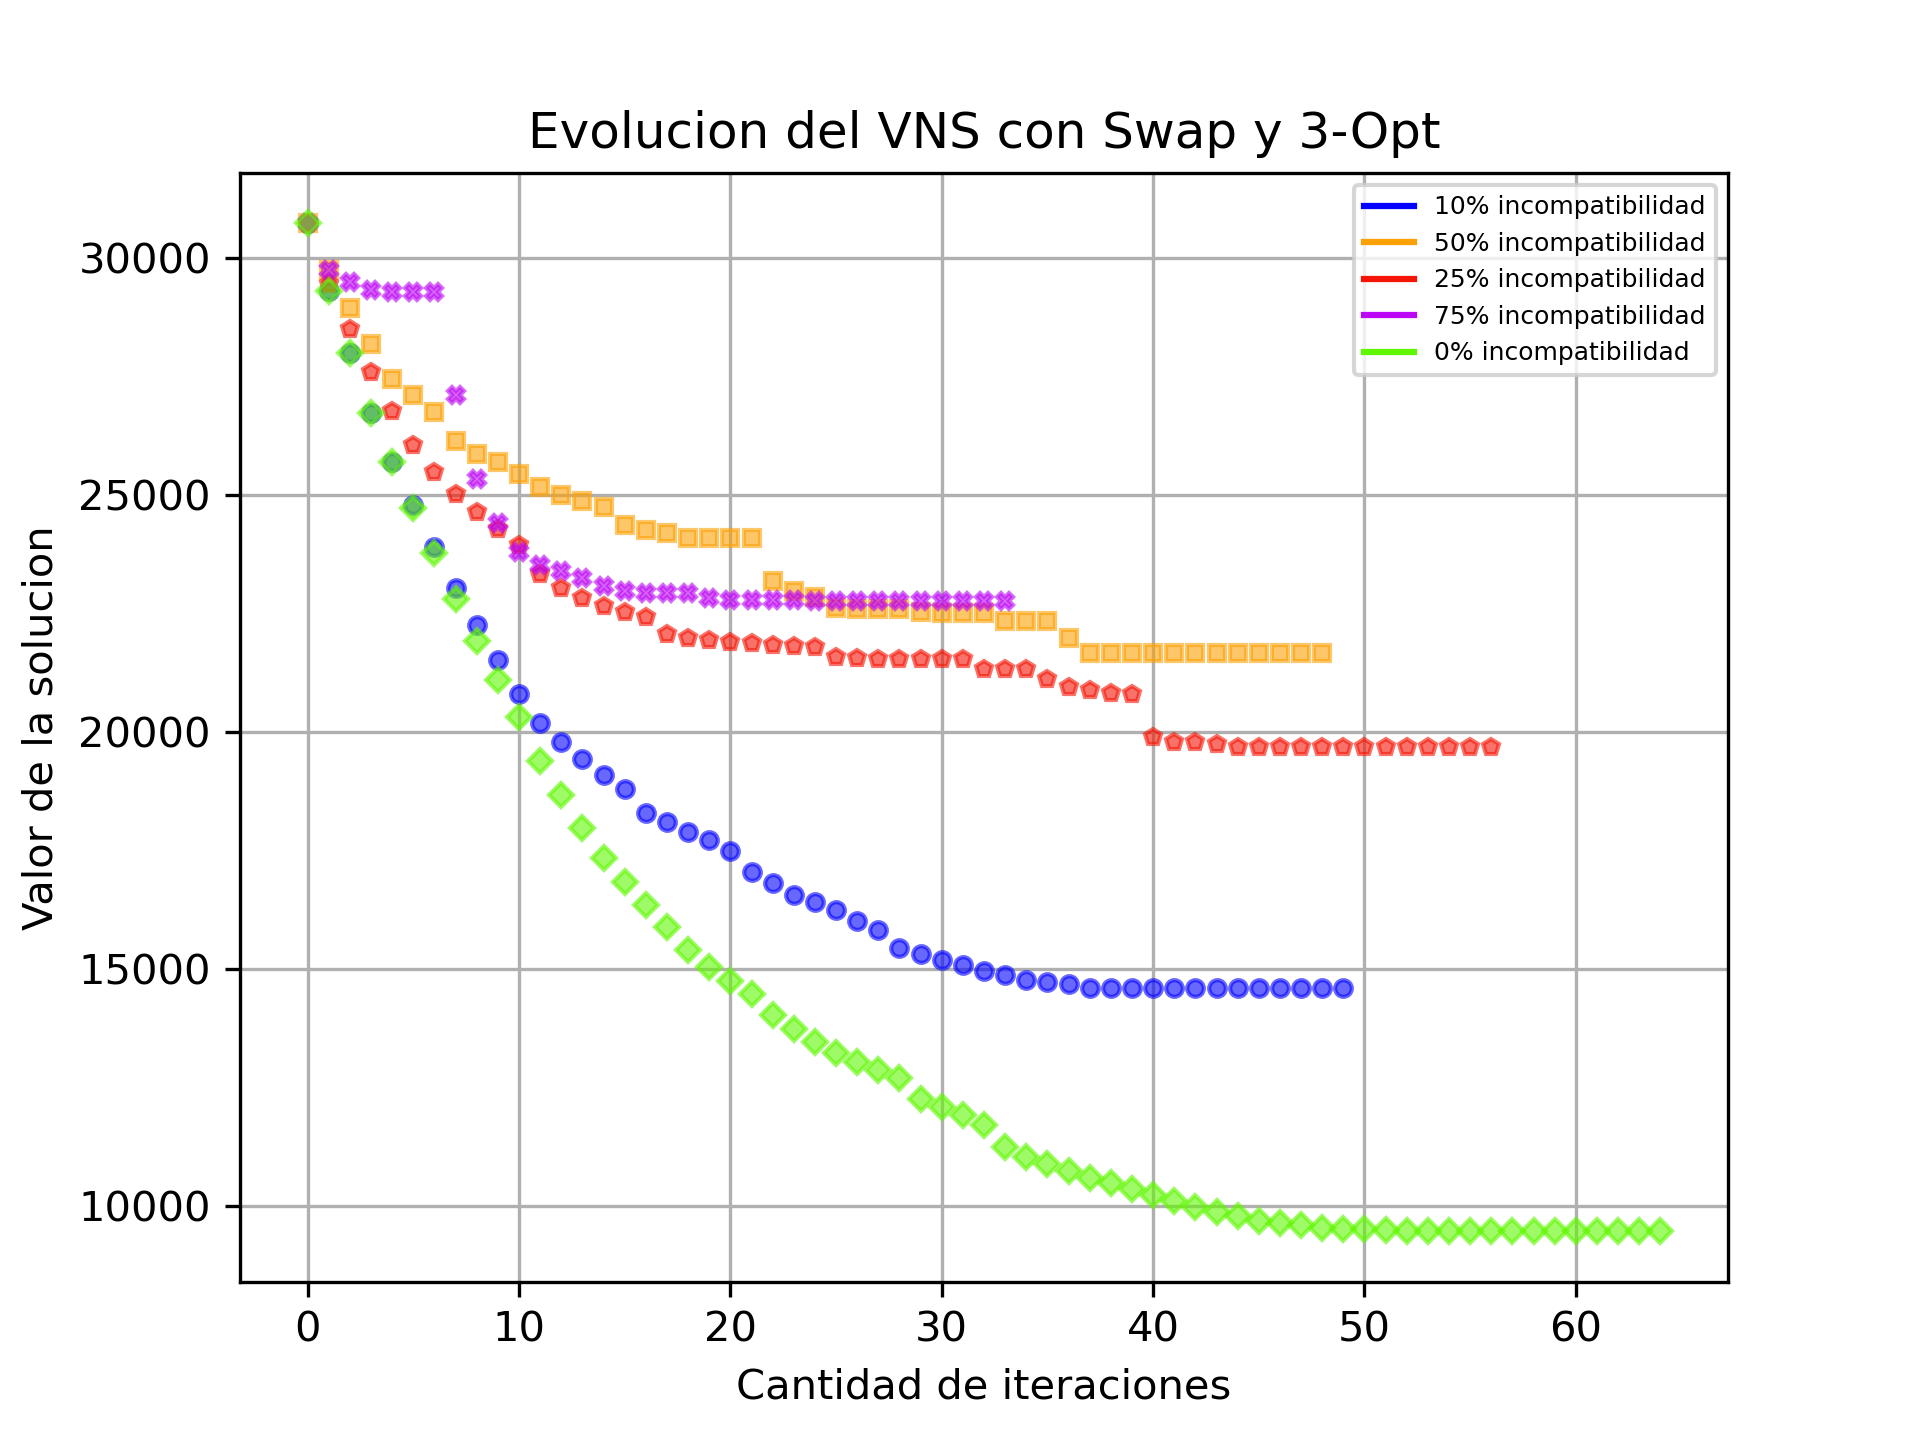 Evolucion del VNS con Swap y 3-Opt
10% incompatibilidad
50% incompatibilidad
25% incompatibilidad
75% incompatibilidad
0% incompatibilidad
Valor de la solucion
30000
25000
20000
15000
10000
0 10 20 30 40 50 60
Cantidad de iteraciones